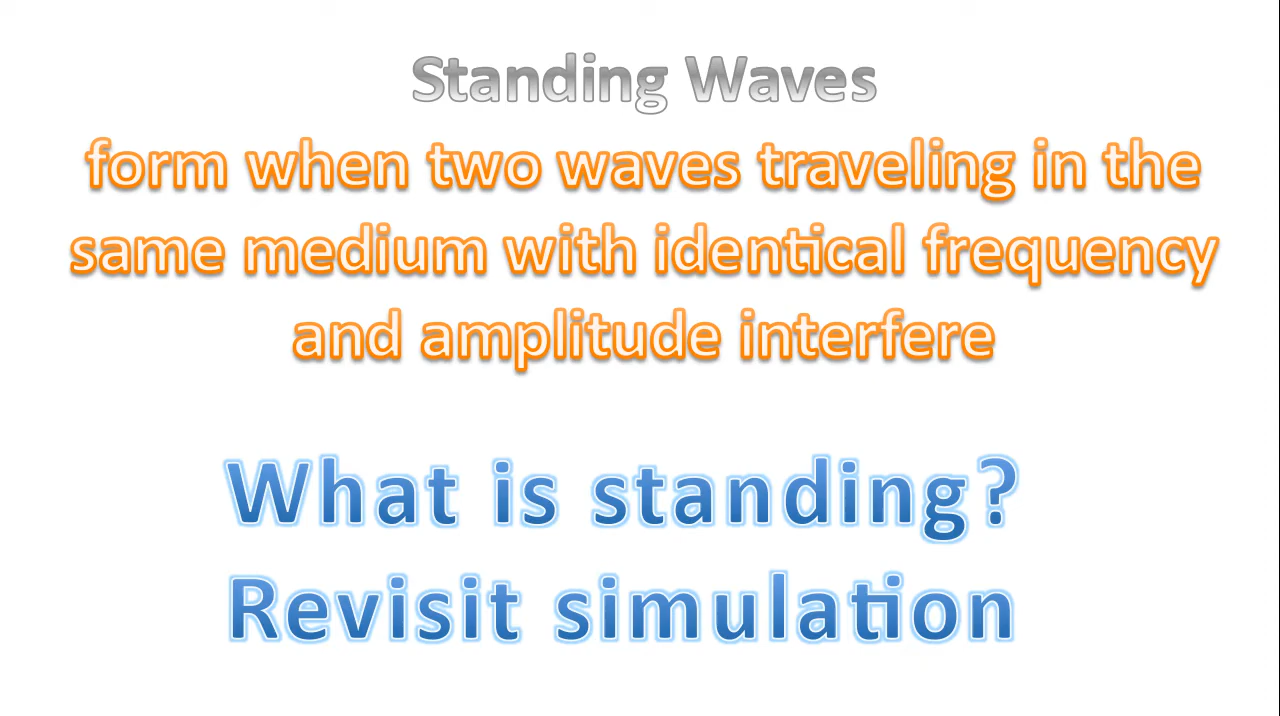 Standing Waves
form when two waves traveling in the
same medium with identical frequency
and amplitude interfere
What is standing?
Revisit simulation